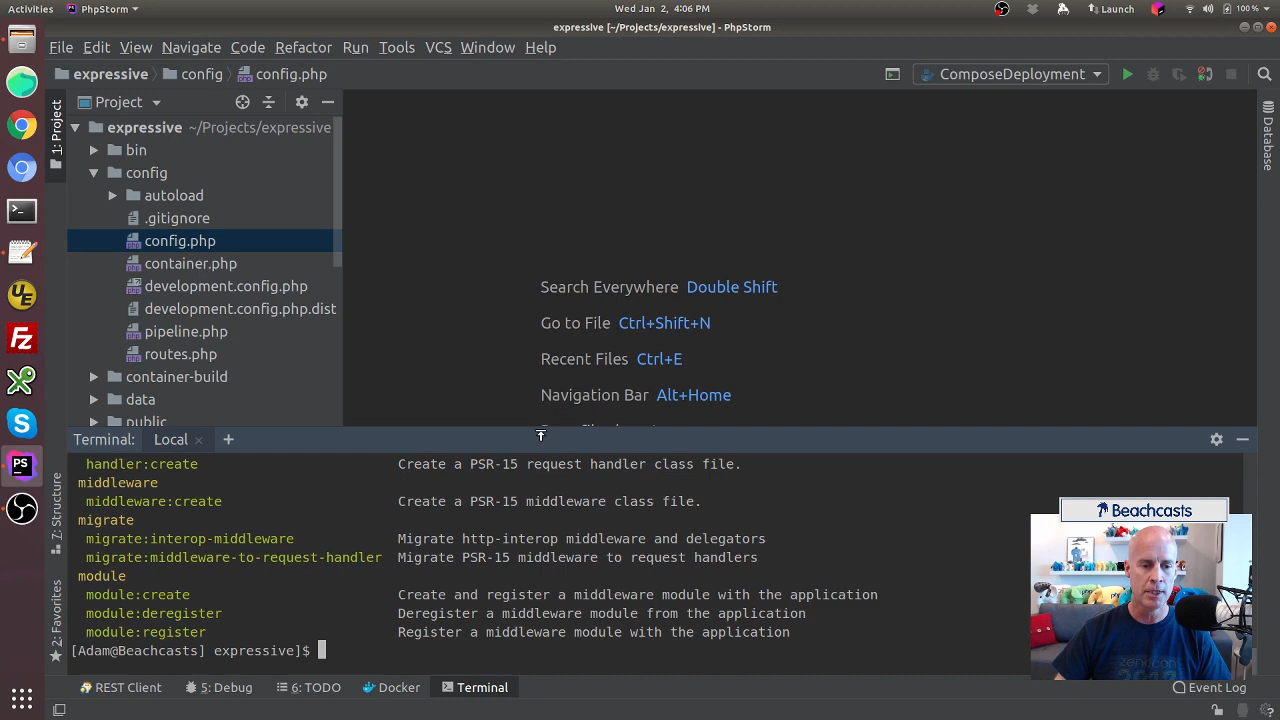 Activities
PhpStorm
Wed Jan 2, 4:06 PM
Launch
100 %
expressive [~/Projects/expressive] - PhpStorm
File Edit View Navigate Code Refactor Run Tools VCS Window Help
expressive config config.php
ComposeDeployment
1: Project
Project
expressive ~/Projects/expressive
bin
config
autoload
.gitignore
config.php
container.php
development.config.php
development.config.php.dist
pipeline.php
routes.php
container-build
data
public
Search Everywhere Double Shift
Go to File Ctrl+Shift+N
Recent Files Ctrl+E
Navigation Bar Alt+Home
Database
Terminal: Local
handler:create Create a PSR-15 request handler class file.
middleware
middleware:create Create a PSR-15 middleware class file.
migrate
migrate:interop-middleware Migrate http-interop middleware and delegators
migrate:middleware-to-request-handler Migrate PSR-15 middleware to request handlers
module
module:create Create and register a middleware module with the application
module:deregister Deregister a middleware module from the application
module:register Register a middleware module with the application
[Adam@Beachcasts] expressive]$
Z: Structure
2: Favorites
Beachcasts
REST Client 5: Debug 6: TODO Docker Terminal Event Log